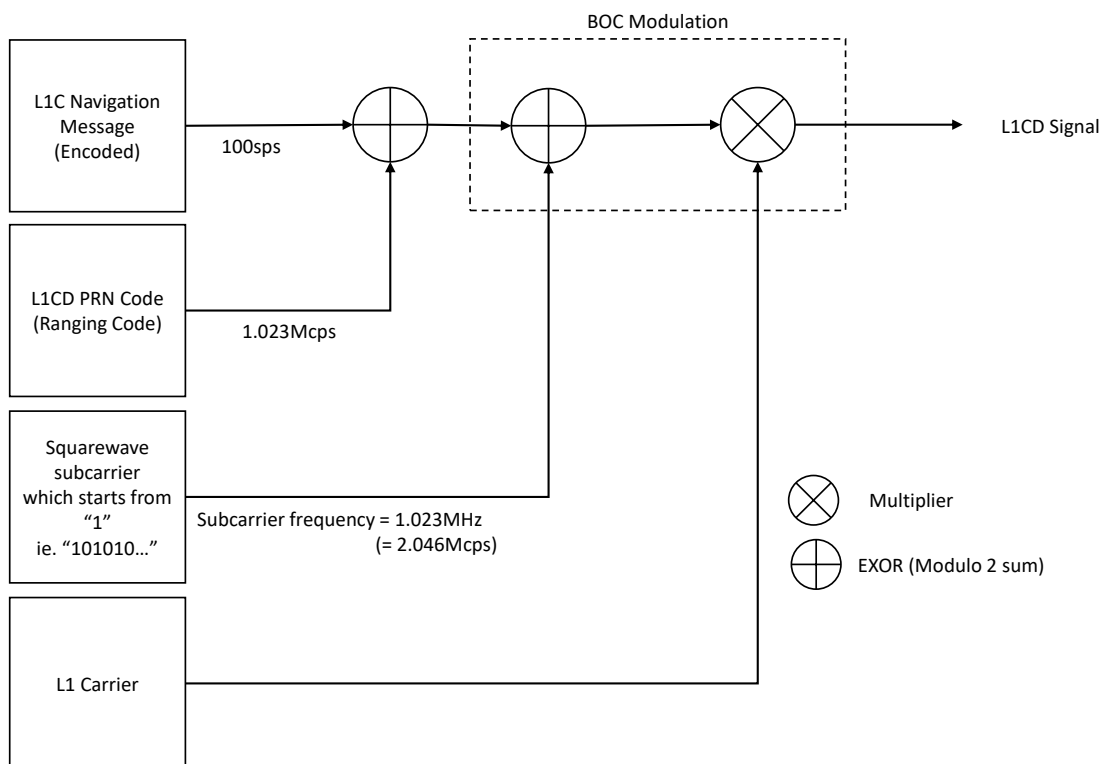 BOC Modulation
L1C Navigation
Message
(Encoded)
100sps
L1CD Signal
L1CD PRN Code
(Ranging Code)
1.023Mcps
Squarewave
subcarrier
which starts from
“1”
ie. “101010…”
Subcarrier frequency = 1.023MHz
(= 2.046Mcps)
Multiplier
EXOR (Modulo 2 sum)
L1 Carrier